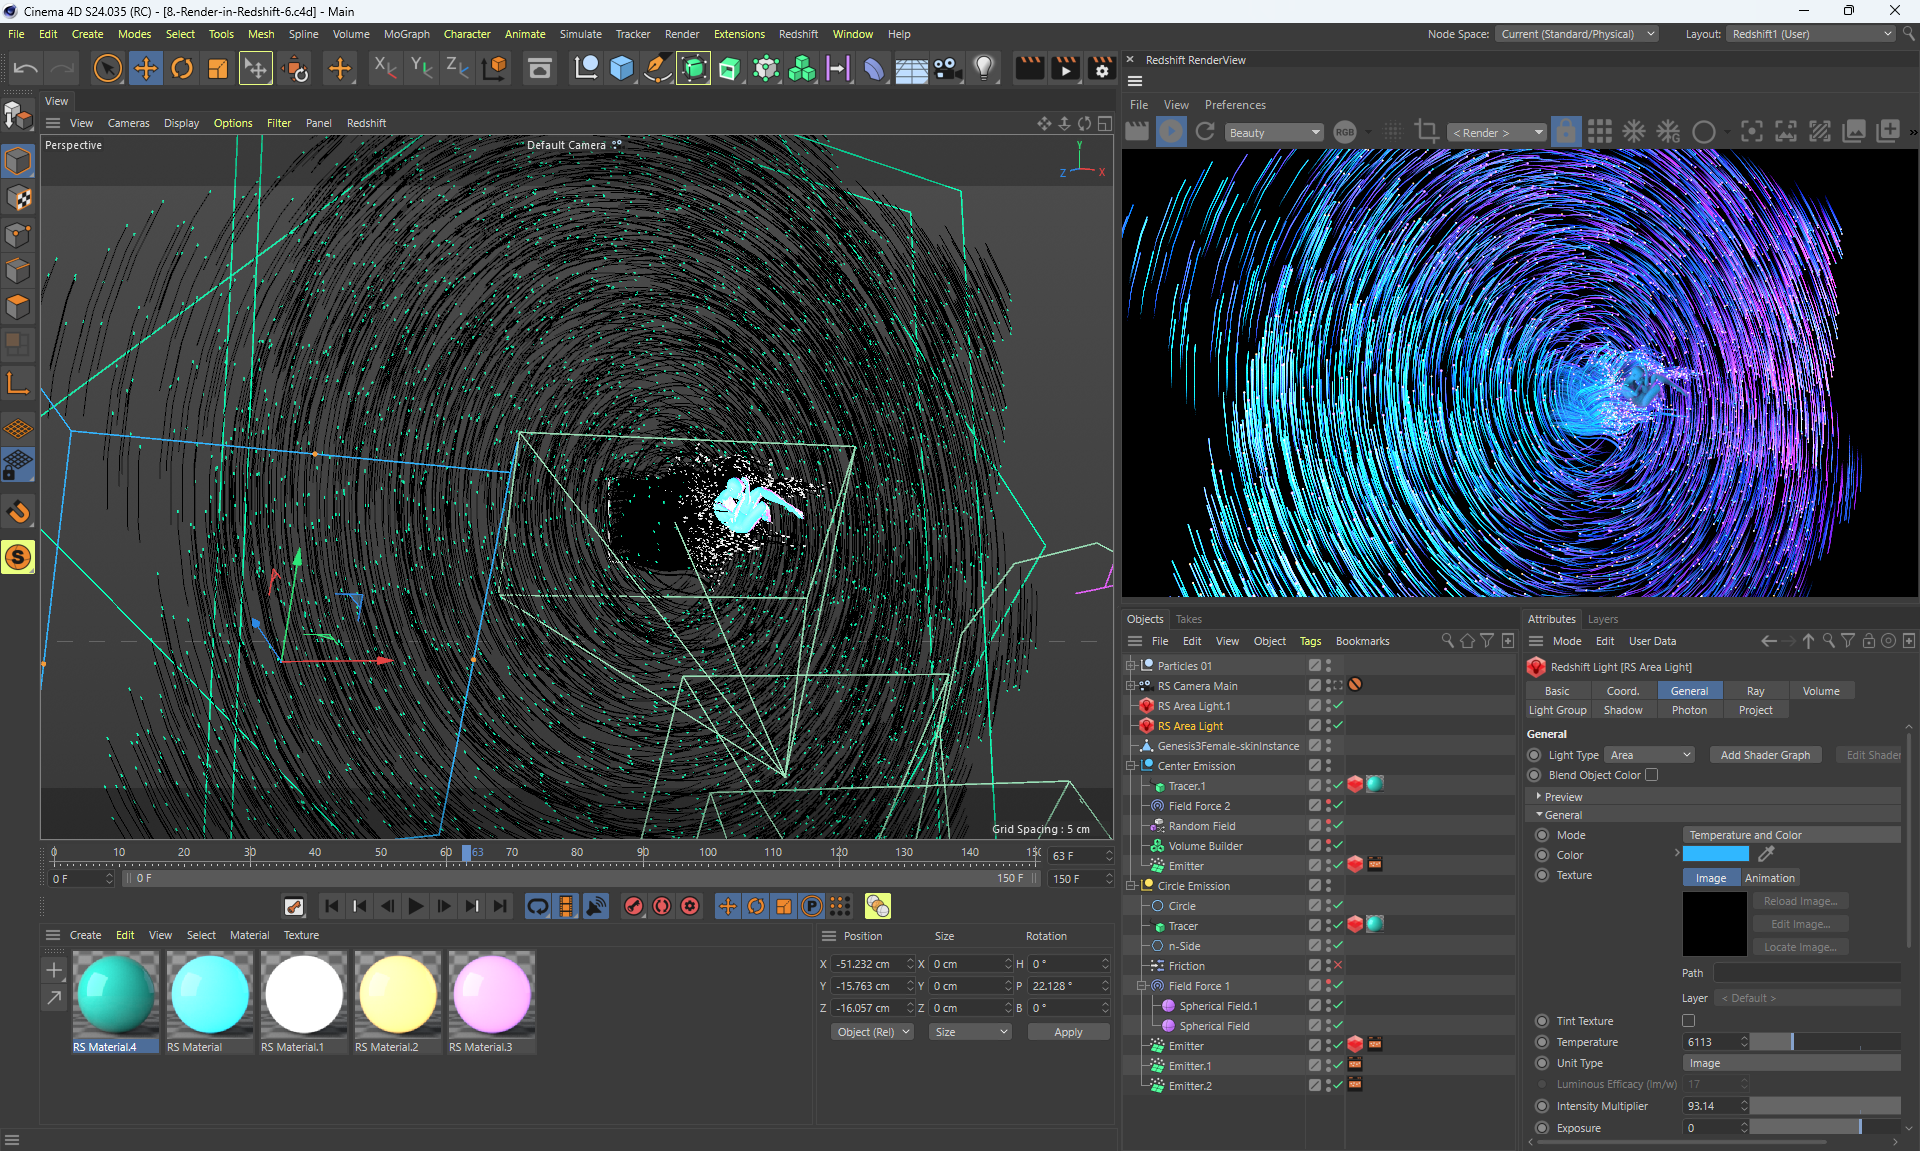 Cinema 4D S24.035 (RC) - [8.-Render-in-Redshift-6.c4d] - Main
File Edit Create Modes Select Tools Mesh Spline Volume MoGraph Character Animate Simulate Tracker Render Extensions Redshift Window Help
Node Space: Current (Standard/Physical) Layout: Redshift1 (User)
X Y Z
Redshift RenderView
View
View Cameras Display Options Filter Panel Redshift
File View Preferences
Beauty RGB < Render >
Perspective
Default Camera
Y
Z X
Grid Spacing : 5 cm
0 10 20 30 40 50 60 63 70 80 90 100 110 120 130 140 63 F
0 F 0 F 150 F 150 F
P
Create Edit View Select Material Texture
RS Material.4 RS Material RS Material.1 RS Material.2 RS Material.3
Position Size Rotation
X -51.232 cm X 0 cm H 0 °
Y -15.763 cm Y 0 cm P 22.128 °
Z -16.057 cm Z 0 cm B 0 °
Object (Rel) Size Apply
Objects Takes
File Edit View Object Tags Bookmarks
Particles 01
RS Camera Main
RS Area Light.1
RS Area Light
Genesis3Female-skinInstance
Center Emission
Tracer.1
Field Force 2
Random Field
Volume Builder
Emitter
Circle Emission
Circle
Tracer
n-Side
Friction
Field Force 1
Spherical Field.1
Spherical Field
Emitter
Emitter.1
Emitter.2
Attributes Layers
Mode Edit User Data
Redshift Light [RS Area Light]
Basic Coord. General Ray Volume
Light Group Shadow Photon Project
General
Light Type Area Add Shader Graph Edit Shader
Blend Object Color
Preview
General
Mode Temperature and Color
Color
Texture Image Animation
Reload Image...
Edit Image...
Locate Image...
Path
Layer < Default >
Tint Texture
Temperature 6113
Unit Type Image
Luminous Efficacy (lm/w) 17
Intensity Multiplier 93.14
Exposure 0